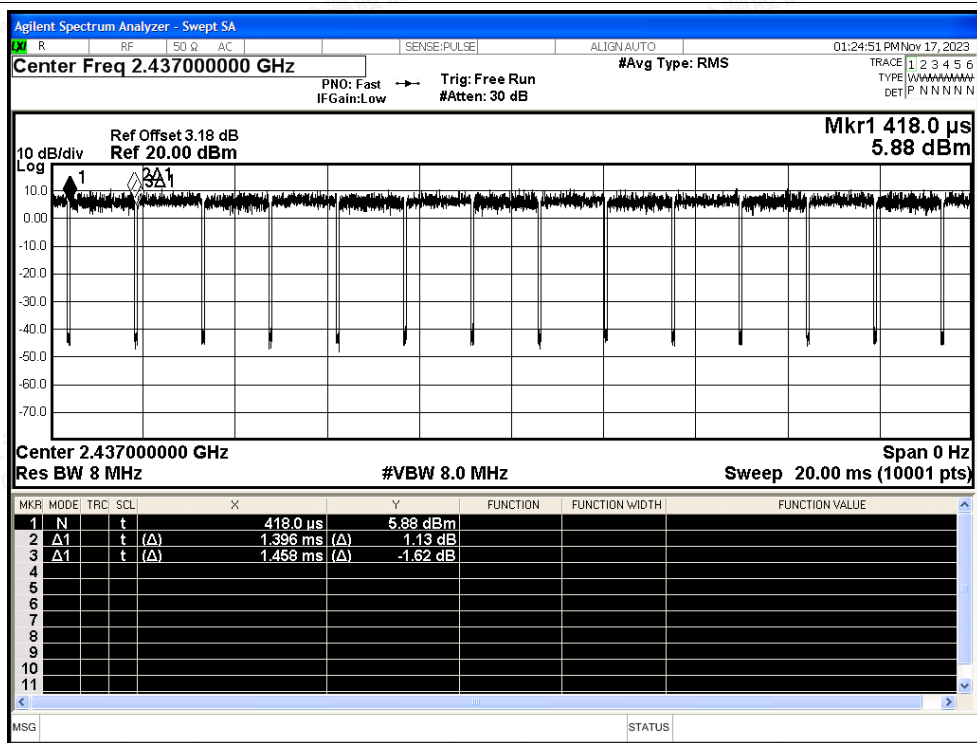 Agilent Spectrum Analyzer - Swept SA
LXI R RF 50 Ω AC SENSE:PULSE ALIGN AUTO 01:24:51 PM Nov 17, 2023
Center Freq 2.437000000 GHz #Avg Type: RMS TRACE 1 2 3 4 5 6
PNO: Fast Trig: Free Run TYPE WWWWWW
IFGain:Low #Atten: 30 dB DET P N N N N N
Mkr1 418.0 µs
Ref Offset 3.18 dB
10 dB/div Ref 20.00 dBm 5.88 dBm
Log
1 2Δ1
3Δ1
10.0
0.00
-10.0
-20.0
-30.0
-40.0
-50.0
-60.0
-70.0
Center 2.437000000 GHz Span 0 Hz
Res BW 8 MHz #VBW 8.0 MHz Sweep 20.00 ms (10001 pts)
MKR MODE TRC SCL X Y FUNCTION FUNCTION WIDTH FUNCTION VALUE
1 N t 418.0 µs 5.88 dBm
2 Δ1 t (Δ) 1.396 ms (Δ) 1.13 dB
3 Δ1 t (Δ) 1.458 ms (Δ) -1.62 dB
4
5
6
7
8
9
10
11
MSG STATUS